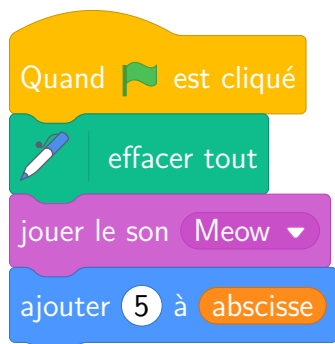 Quand est cliqué
effacer tout
jouer le son Meow
ajouter 5 à abscisse